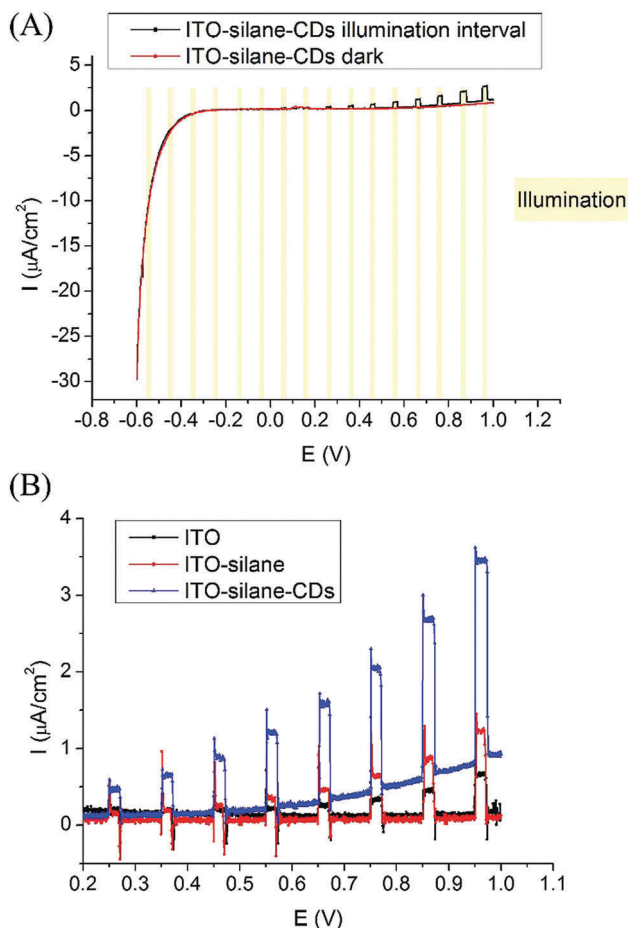 (A)
ITO-silane-CDs illumination interval
ITO-silane-CDs dark
5
0
-5
-10
-15
-20
-25
-30
I (μA/cm²)
Illumination
-0.8 -0.6 -0.4 -0.2 0.0 0.2 0.4 0.6 0.8 1.0 1.2
E (V)
(B)
ITO
ITO-silane
ITO-silane-CDs
4
3
2
1
0
I (μA/cm²)
0.2 0.3 0.4 0.5 0.6 0.7 0.8 0.9 1.0 1.1
E (V)